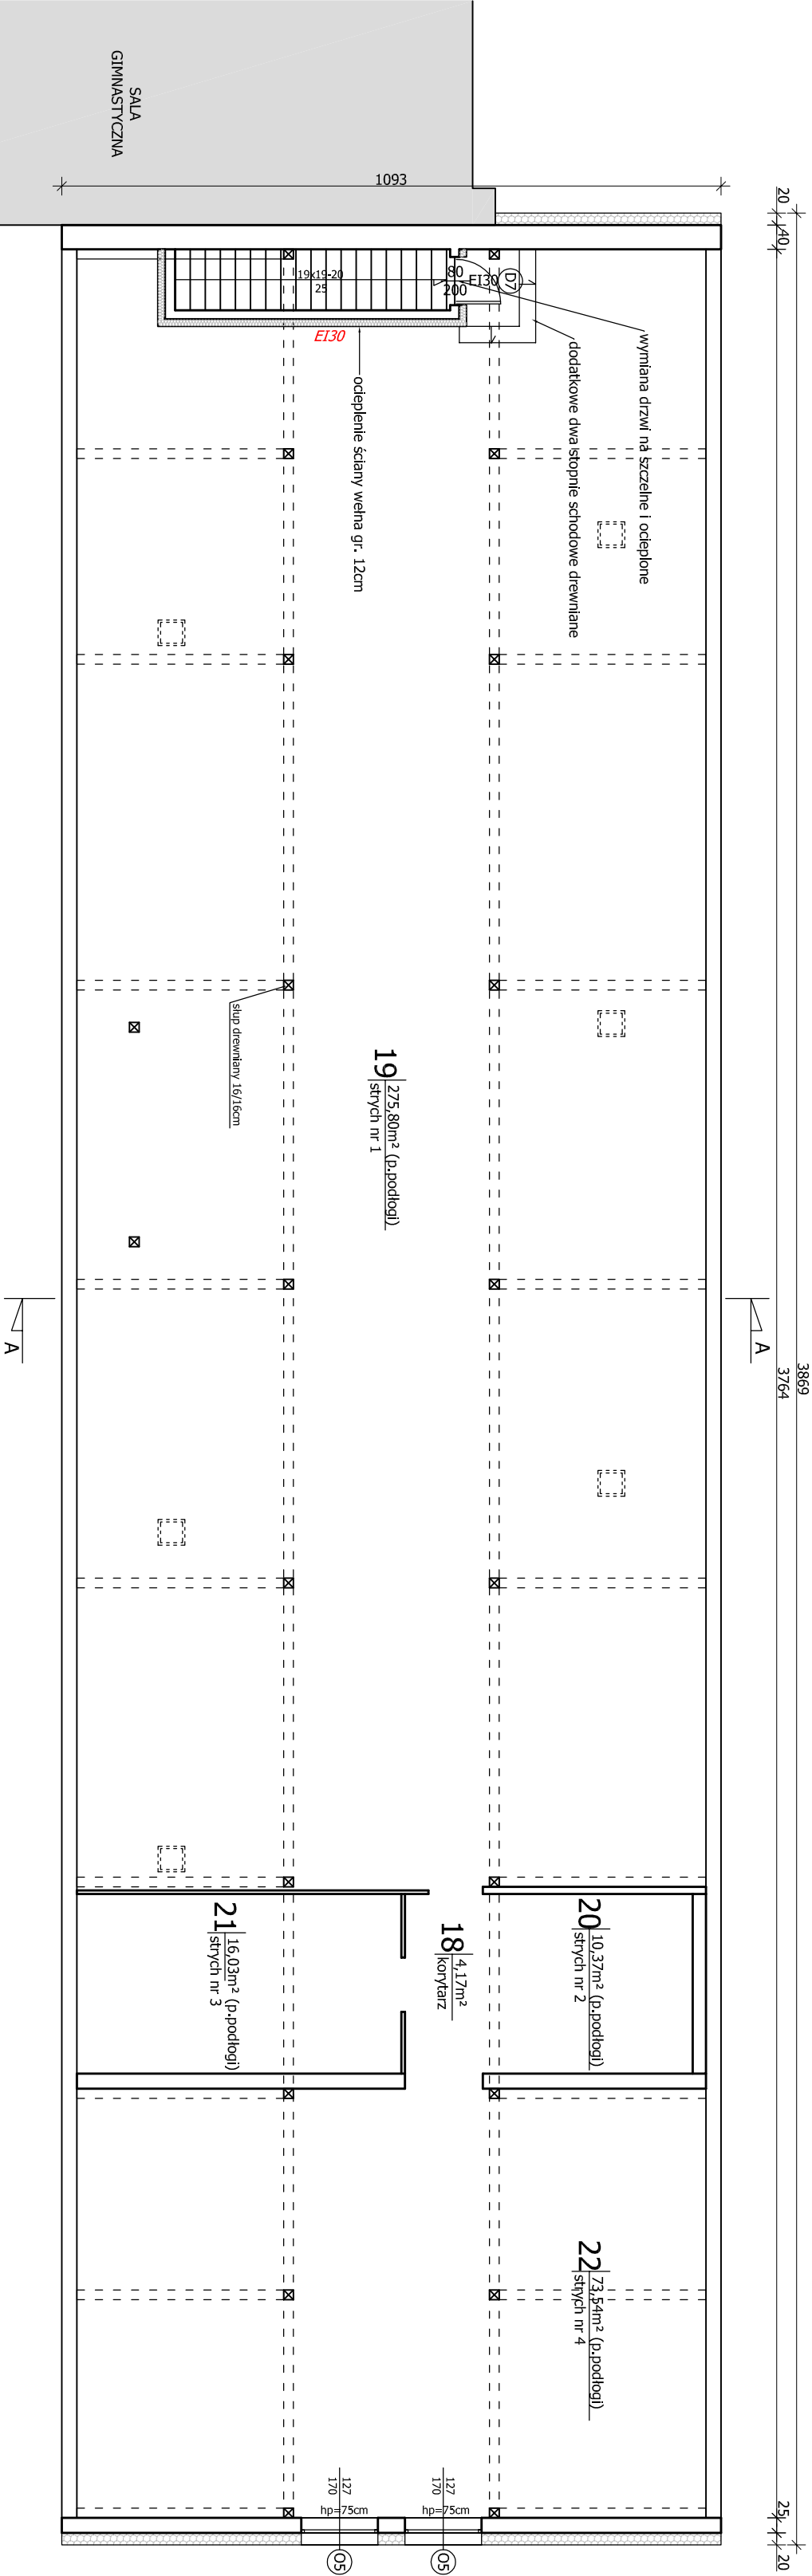 SALA
GIMNASTYCZNA
1093
20
40
3869
3764
25
20
19x19-20
25
80
200
EI30
D7
EI30
wymiana drzwi na szczelne i ocieplone
dodatkowe dwa stopnie schodowe drewniane
ocieplenie ściany wełna gr. 12cm
słup drewniany 16/16cm
19
275,80m² (p.podłogi)
strych nr 1
A
A
20
10,37m² (p.podłogi)
strych nr 2
18
4,17m²
korytarz
21
16,03m² (p.podłogi)
strych nr 3
22
73,54m² (p.podłogi)
strych nr 4
127
170
hp=75cm
O5
127
170
hp=75cm
O5